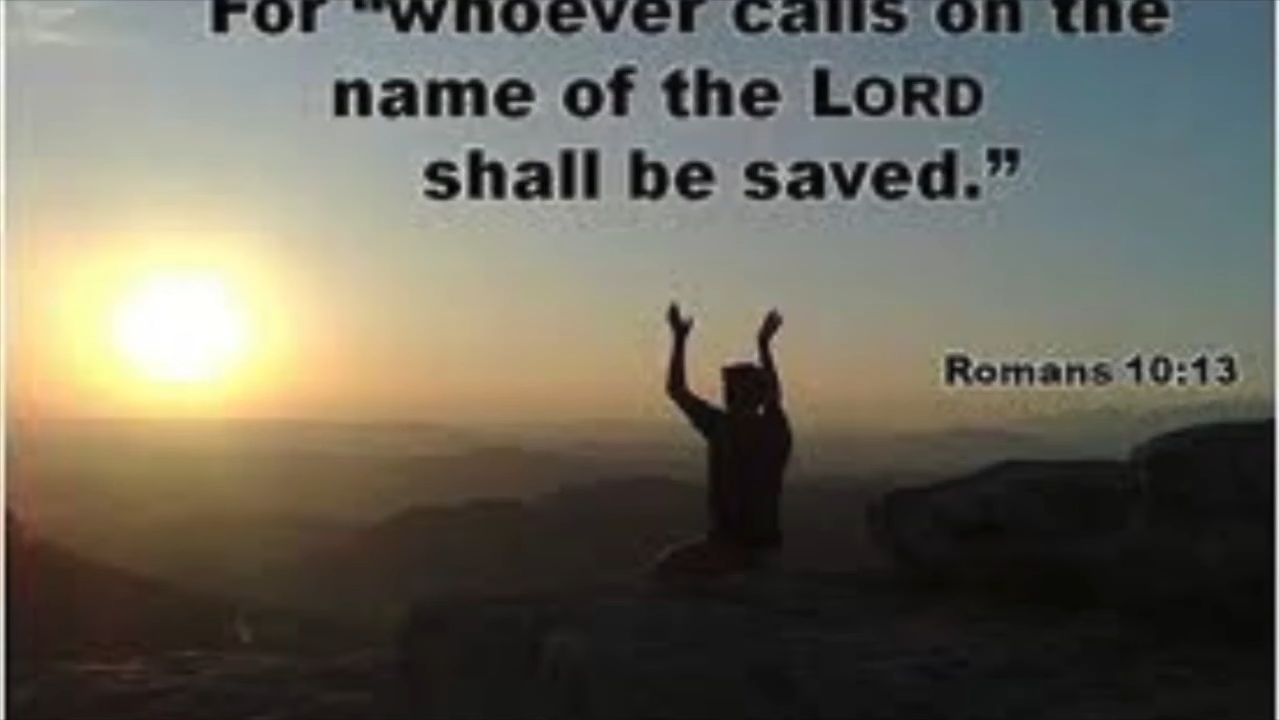 For “whoever calls on the
name of the LORD
shall be saved.”
Romans 10:13